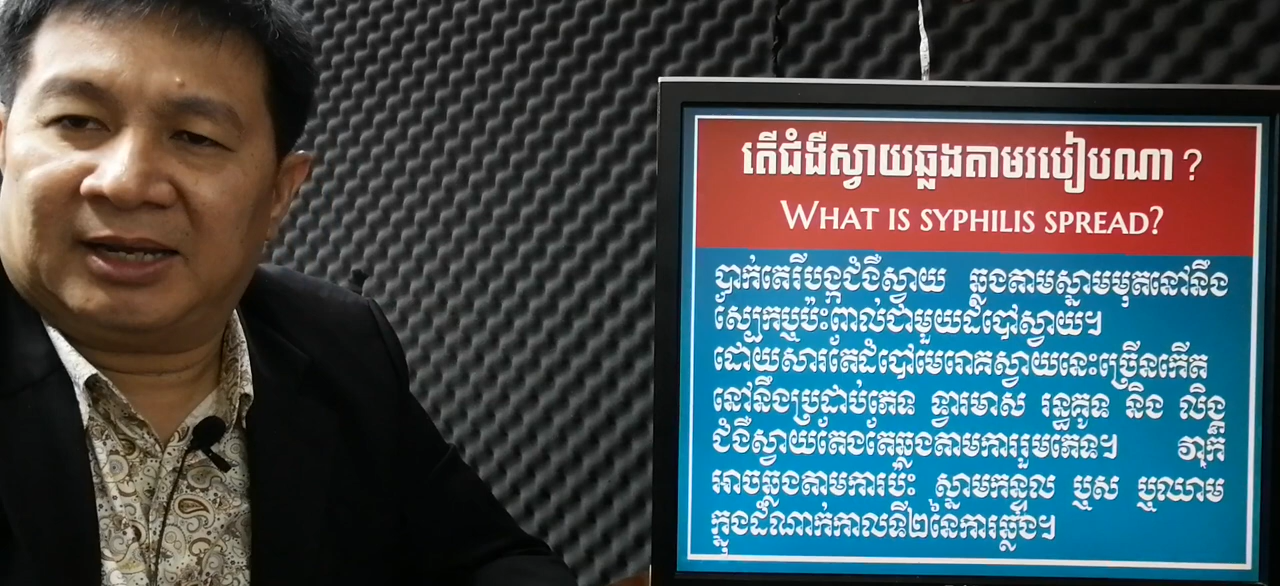 តើជំងឺស្វាយឆ្លងតាមរបៀបណា ?
WHAT IS SYPHILIS SPREAD?
បាក់តេរីបង្កជំងឺស្វាយ ឆ្លងតាមស្នាមមុតនៅនឹង
ស្បែកឬប៉ះពាល់ជាមួយដំបៅស្វាយ។
ដោយសារតែដំបៅមេរោគស្វាយនេះច្រើនកើត
នៅនឹងប្រដាប់ភេទ ទ្វារមាស រន្ធគូទ និង លិង្គ
ជំងឺស្វាយតែងតែឆ្លងតាមការរួមភេទ។ វាក៏
អាចឆ្លងតាមការប៉ះ ស្នាមកន្ទួល ឬស ឬឈាម
ក្នុងដំណាក់កាលទី២នៃការឆ្លង។